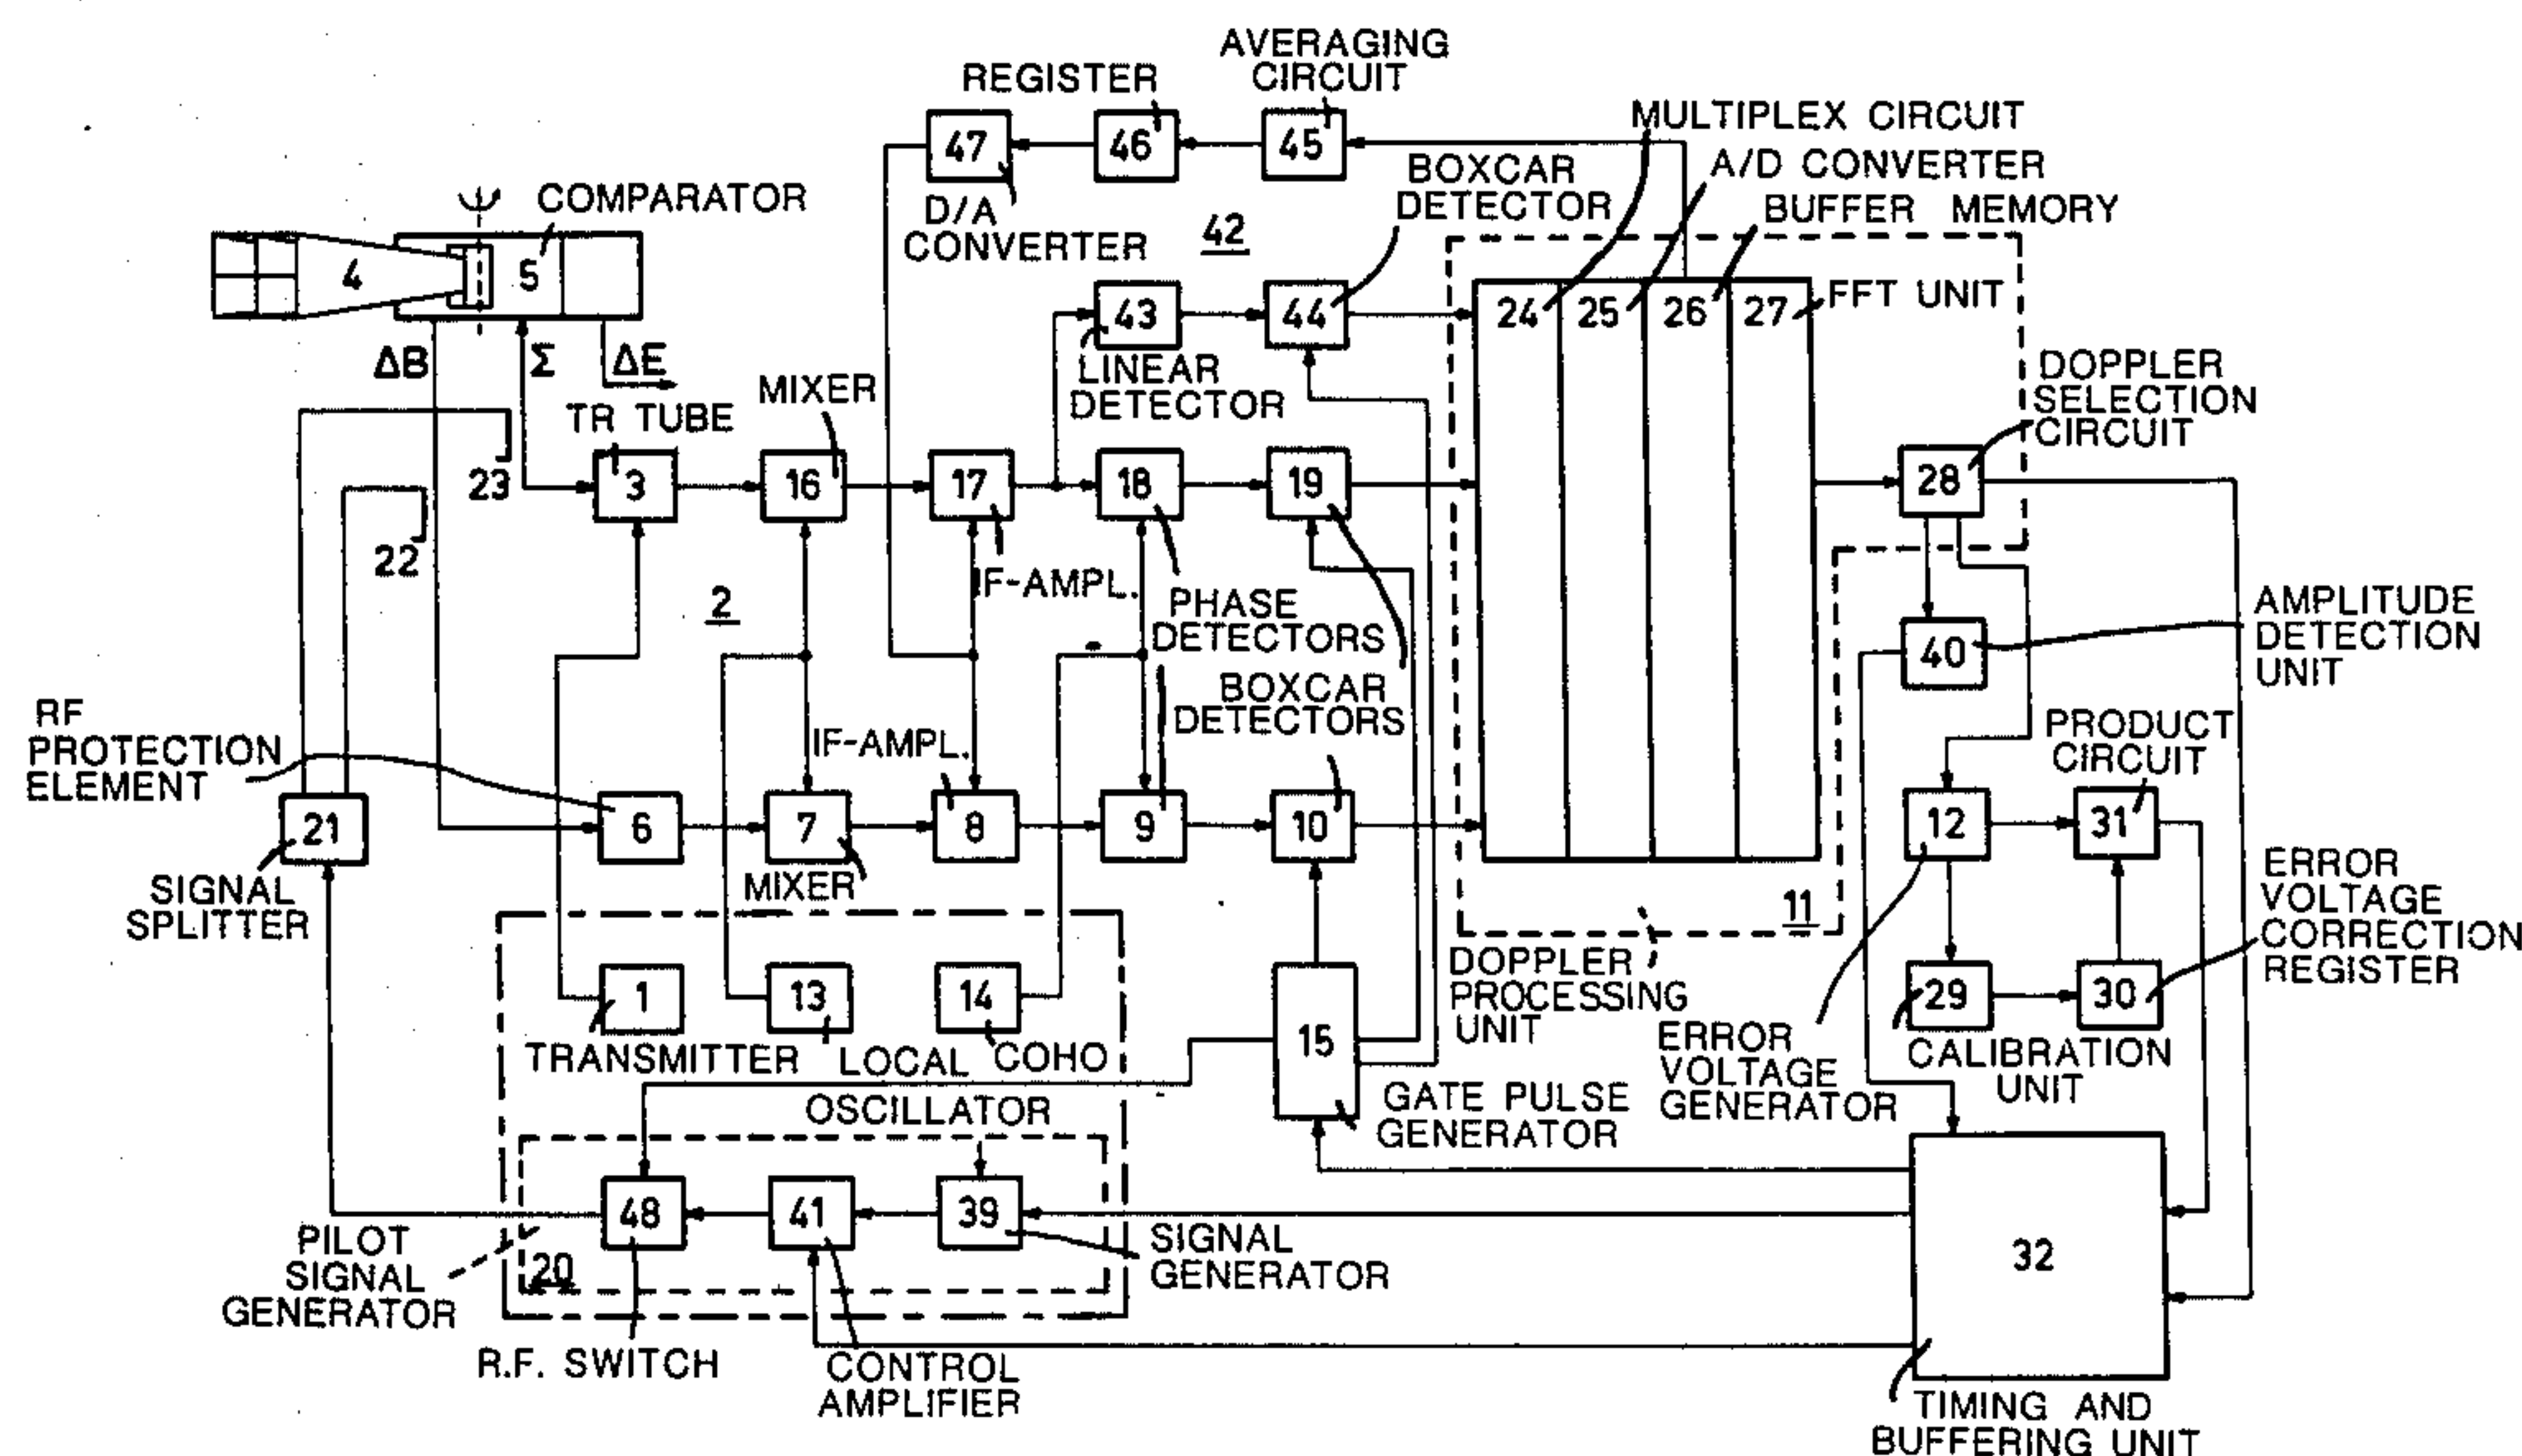 AVERAGING
CIRCUIT
REGISTER
MULTIPLEX CIRCUIT
47
46
45
BOXCAR
DETECTOR
A/D CONVERTER
D/A
CONVERTER
42
BUFFER MEMORY
COMPARATOR
4
5
43
44
24
25
26
27
FFT UNIT
ΔB
Σ
ΔE
LINEAR
DETECTOR
DOPPLER
SELECTION
CIRCUIT
MIXER
TR TUBE
23
3
16
17
18
19
28
22
IF-AMPL.
2
PHASE
DETECTORS
AMPLITUDE
DETECTION
UNIT
40
BOXCAR
DETECTORS
RF
PROTECTION
ELEMENT
IF-AMPL.
PRODUCT
CIRCUIT
21
6
7
8
9
10
12
31
SIGNAL
SPLITTER
MIXER
11
ERROR
VOLTAGE
CORRECTION
REGISTER
DOPPLER
PROCESSING
UNIT
1
13
14
15
29
30
TRANSMITTER
LOCAL
COHO
OSCILLATOR
ERROR
VOLTAGE
GENERATOR
CALIBRATION
UNIT
GATE PULSE
GENERATOR
48
41
39
32
PILOT
SIGNAL
GENERATOR
20
SIGNAL
GENERATOR
R.F. SWITCH
CONTROL
AMPLIFIER
TIMING AND
BUFFERING UNIT